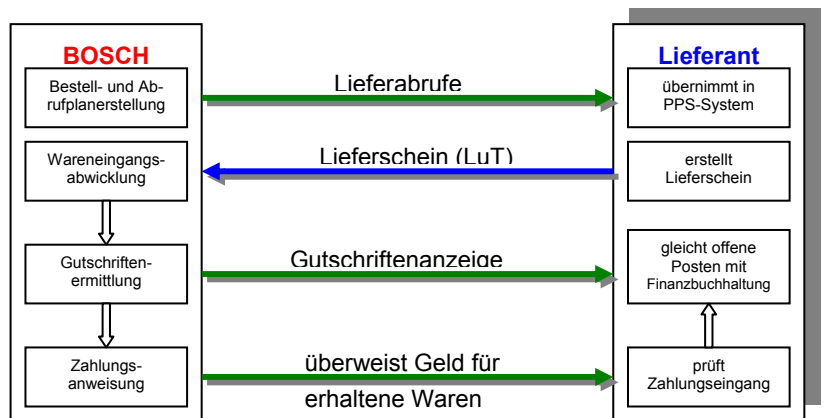 BOSCH
Lieferant
Bestell- und Ab-
rufplanerstellung
Lieferabrufe
übernimmt in
PPS-System
Wareneingangs-
abwicklung
Lieferschein (LuT)
erstellt
Lieferschein
Gutschriften-
ermittlung
Gutschriftenanzeige
gleicht offene
Posten mit
Finanzbuchhaltung
Zahlungs-
anweisung
überweist Geld für
erhaltene Waren
prüft
Zahlungseingang